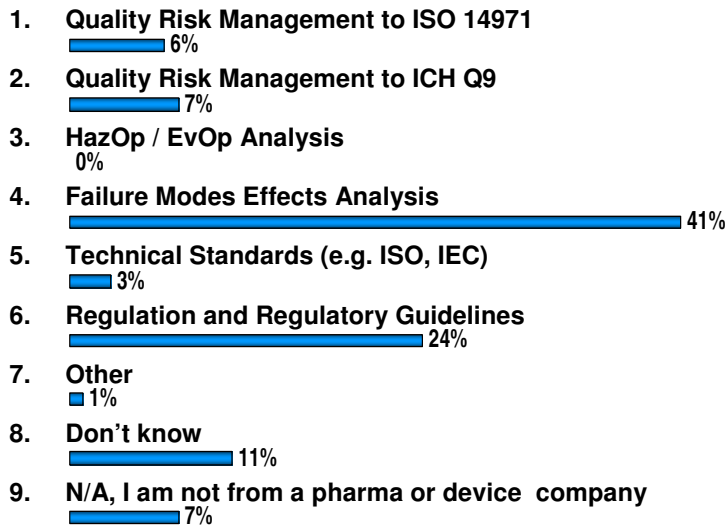 1. Quality Risk Management to ISO 14971
6%
2. Quality Risk Management to ICH Q9
7%
3. HazOp / EvOp Analysis
0%
4. Failure Modes Effects Analysis
41%
5. Technical Standards (e.g. ISO, IEC)
3%
6. Regulation and Regulatory Guidelines
24%
7. Other
1%
8. Don't know
11%
9. N/A, I am not from a pharma or device company
7%